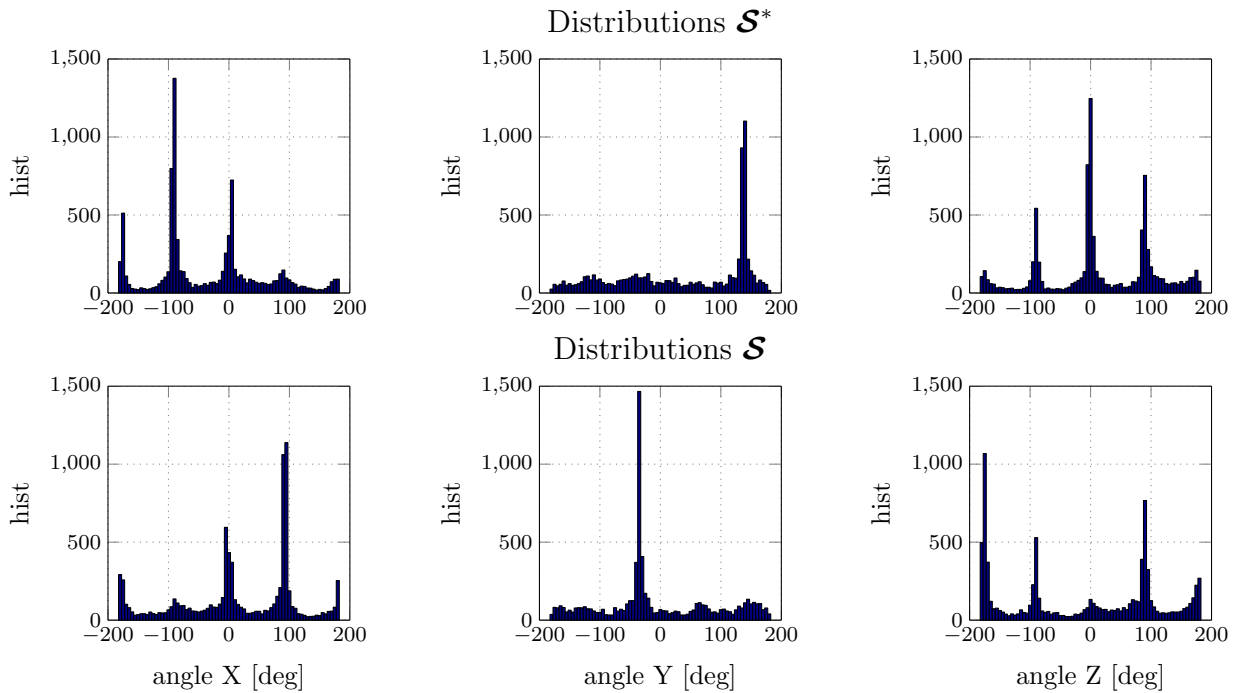 Distributions 𝓢*
1,500 1,500 1,500
1,000 1,000 1,000
hist hist hist
500 500 500
0 0 0
−200 −100 0 100 200 −200 −100 0 100 200 −200 −100 0 100 200
Distributions 𝓢
1,500 1,500 1,500
1,000 1,000 1,000
hist hist hist
500 500 500
0 0 0
−200 −100 0 100 200 −200 −100 0 100 200 −200 −100 0 100 200
angle X [deg] angle Y [deg] angle Z [deg]